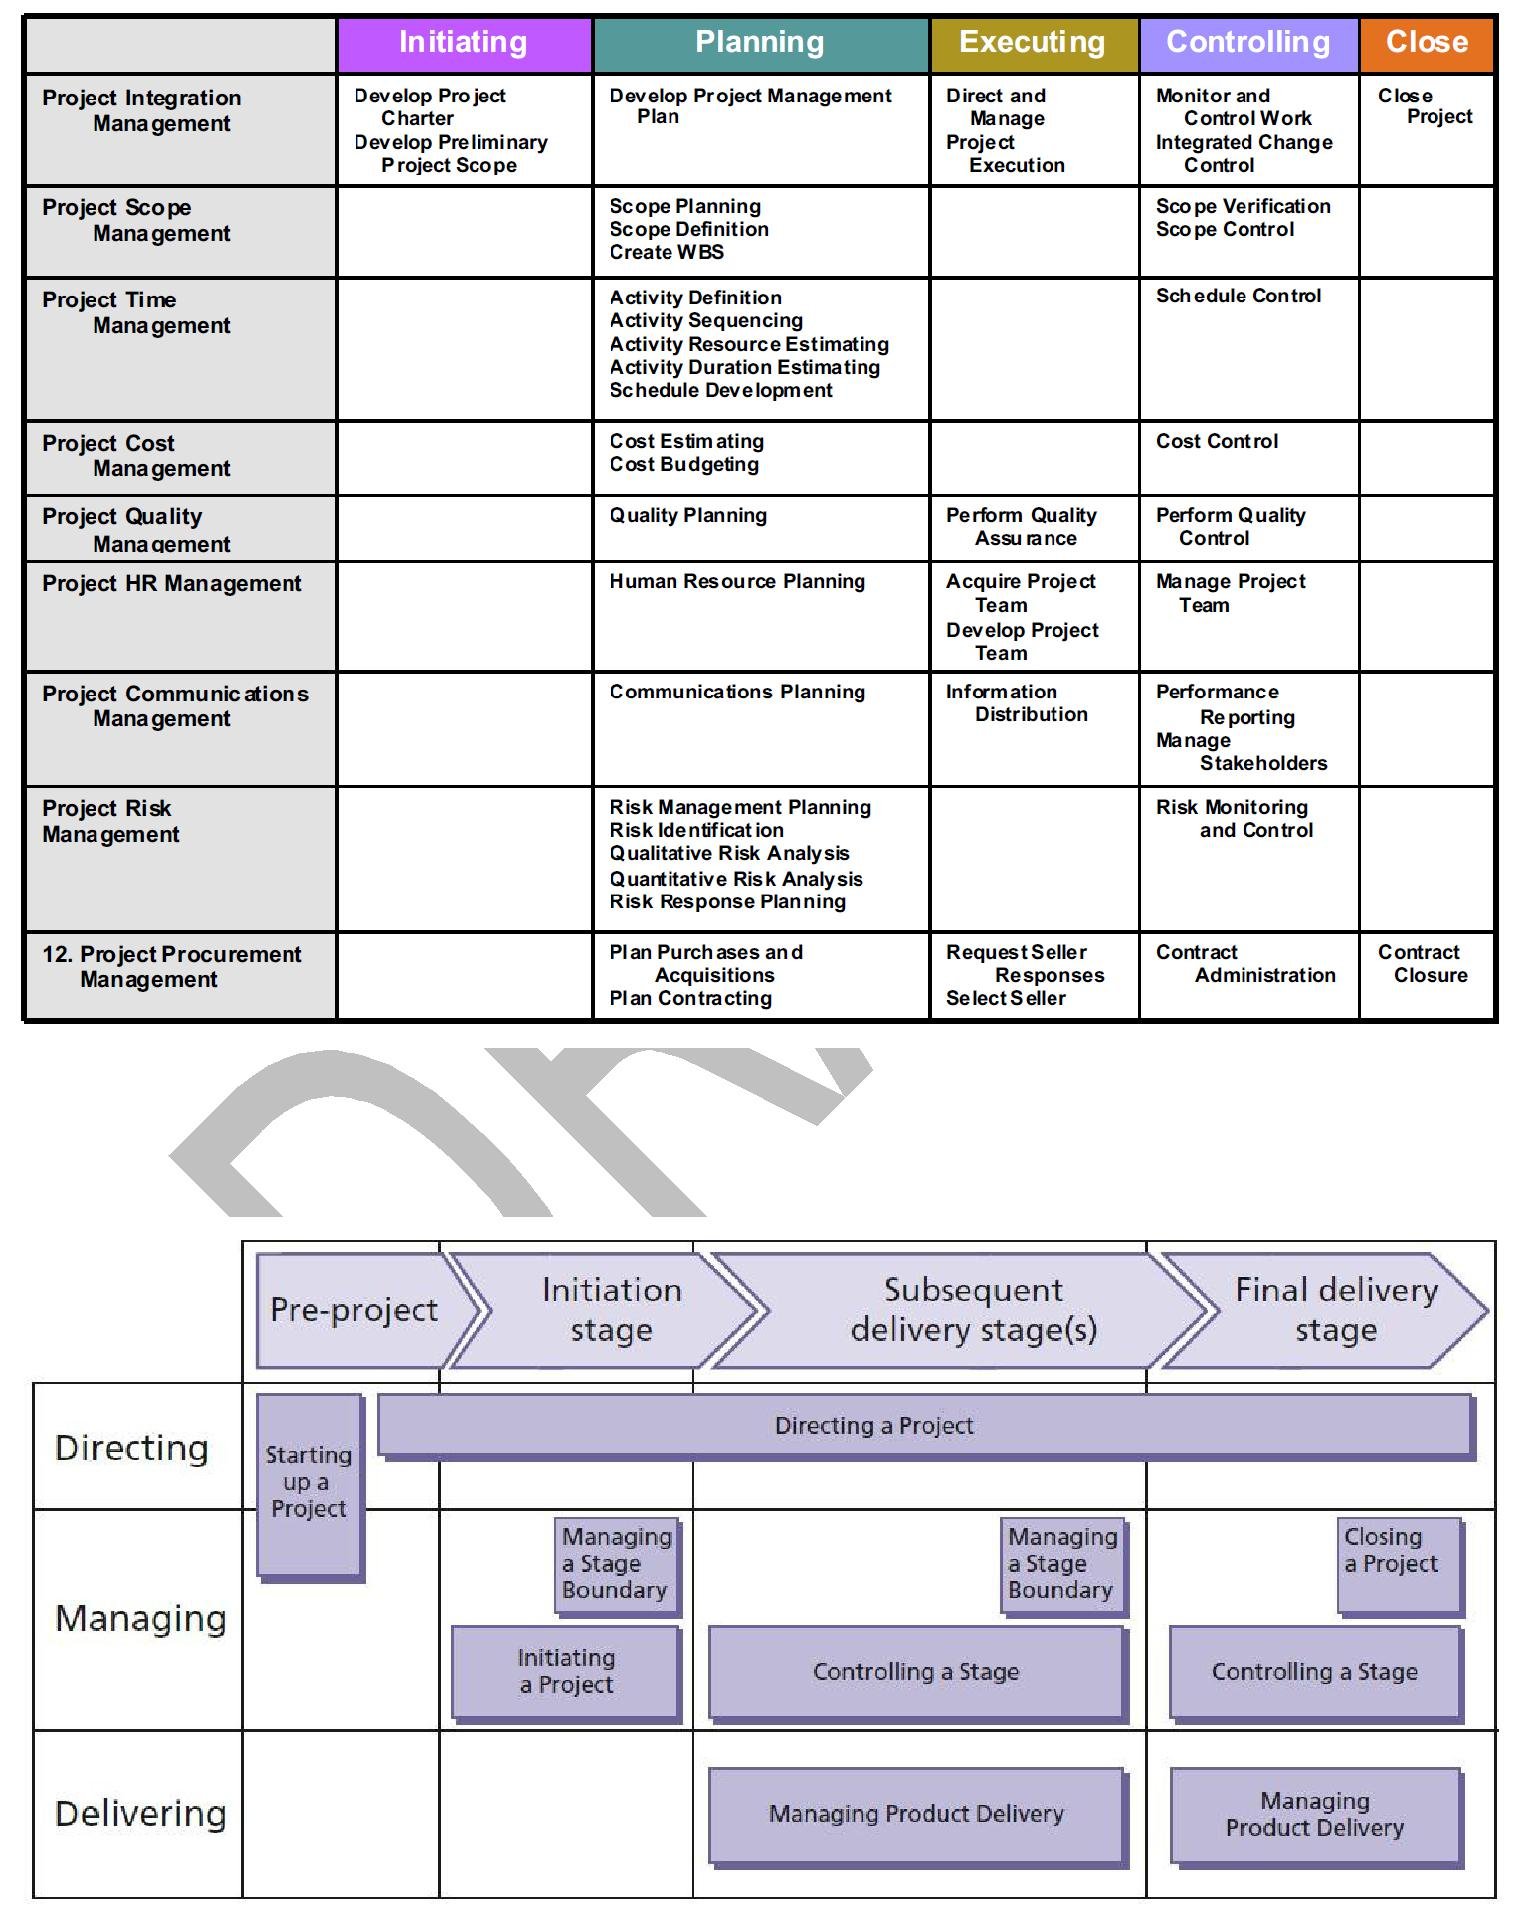 Initiating Planning Executing Controlling Close
Project Integration
Management
Develop Project
Charter
Develop Preliminary
Project Scope
Develop Project Management
Plan
Direct and
Manage
Project
Execution
Monitor and
Control Work
Integrated Change
Control
Close
Project
Project Scope
Management
Scope Planning
Scope Definition
Create WBS
Scope Verification
Scope Control
Project Time
Management
Activity Definition
Activity Sequencing
Activity Resource Estimating
Activity Duration Estimating
Schedule Development
Schedule Control
Project Cost
Management
Cost Estimating
Cost Budgeting
Cost Control
Project Quality
Management
Quality Planning
Perform Quality
Assurance
Perform Quality
Control
Project HR Management
Human Resource Planning
Acquire Project
Team
Develop Project
Team
Manage Project
Team
Project Communications
Management
Communications Planning
Information
Distribution
Performance
Reporting
Manage
Stakeholders
Project Risk
Management
Risk Management Planning
Risk Identification
Qualitative Risk Analysis
Quantitative Risk Analysis
Risk Response Planning
Risk Monitoring
and Control
12. Project Procurement
Management
Plan Purchases and
Acquisitions
Plan Contracting
Request Seller
Responses
Select Seller
Contract
Administration
Contract
Closure
Pre-project
Initiation
stage
Subsequent
delivery stage(s)
Final delivery
stage
Directing
Starting
up a
Project
Directing a Project
Managing
Managing
a Stage
Boundary
Managing
a Stage
Boundary
Closing
a Project
Initiating
a Project
Controlling a Stage
Controlling a Stage
Delivering
Managing Product Delivery
Managing
Product Delivery